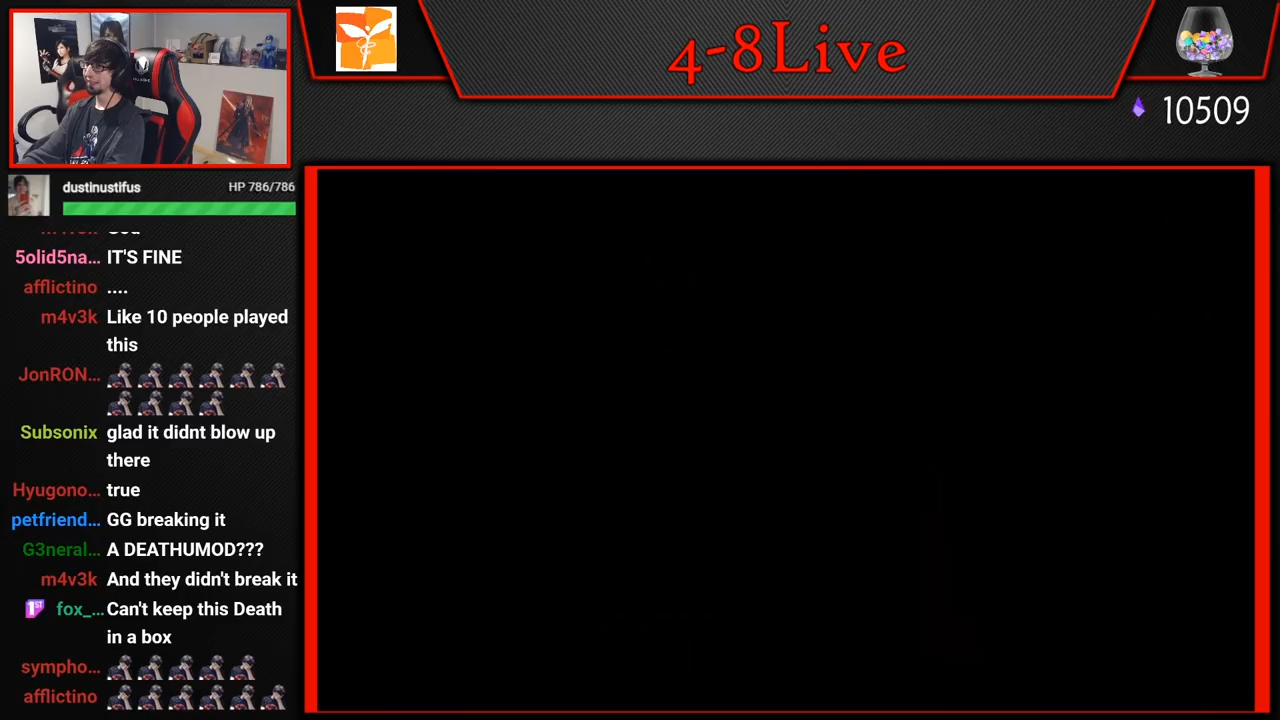 4-8Live
10509
dustinustifus HP 786/786
5olid5na… IT'S FINE
afflictino ....
m4v3k Like 10 people played
this
JonRON…
Subsonix glad it didnt blow up
there
Hyugono… true
petfriend… GG breaking it
G3neral… A DEATHUMOD???
m4v3k And they didn't break it
1ST fox_… Can't keep this Death
in a box
sympho…
afflictino